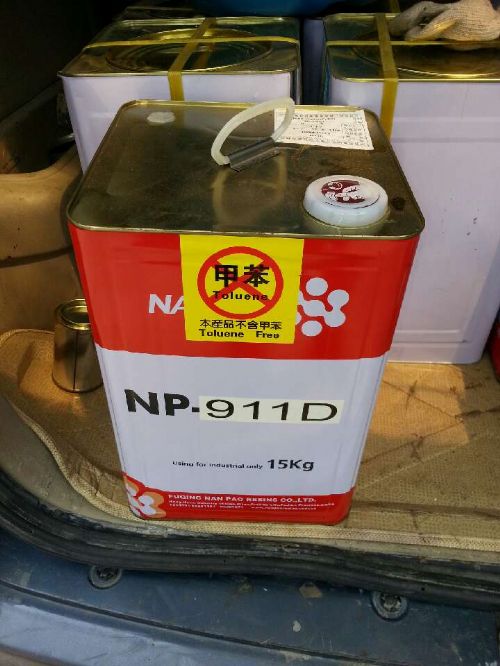 甲苯
Toluene
本産品不含甲苯
Toluene Free
NA
NP-911D
Using for industrial only 15Kg
FUQING NAN PAO RESINS CO.,LTD.